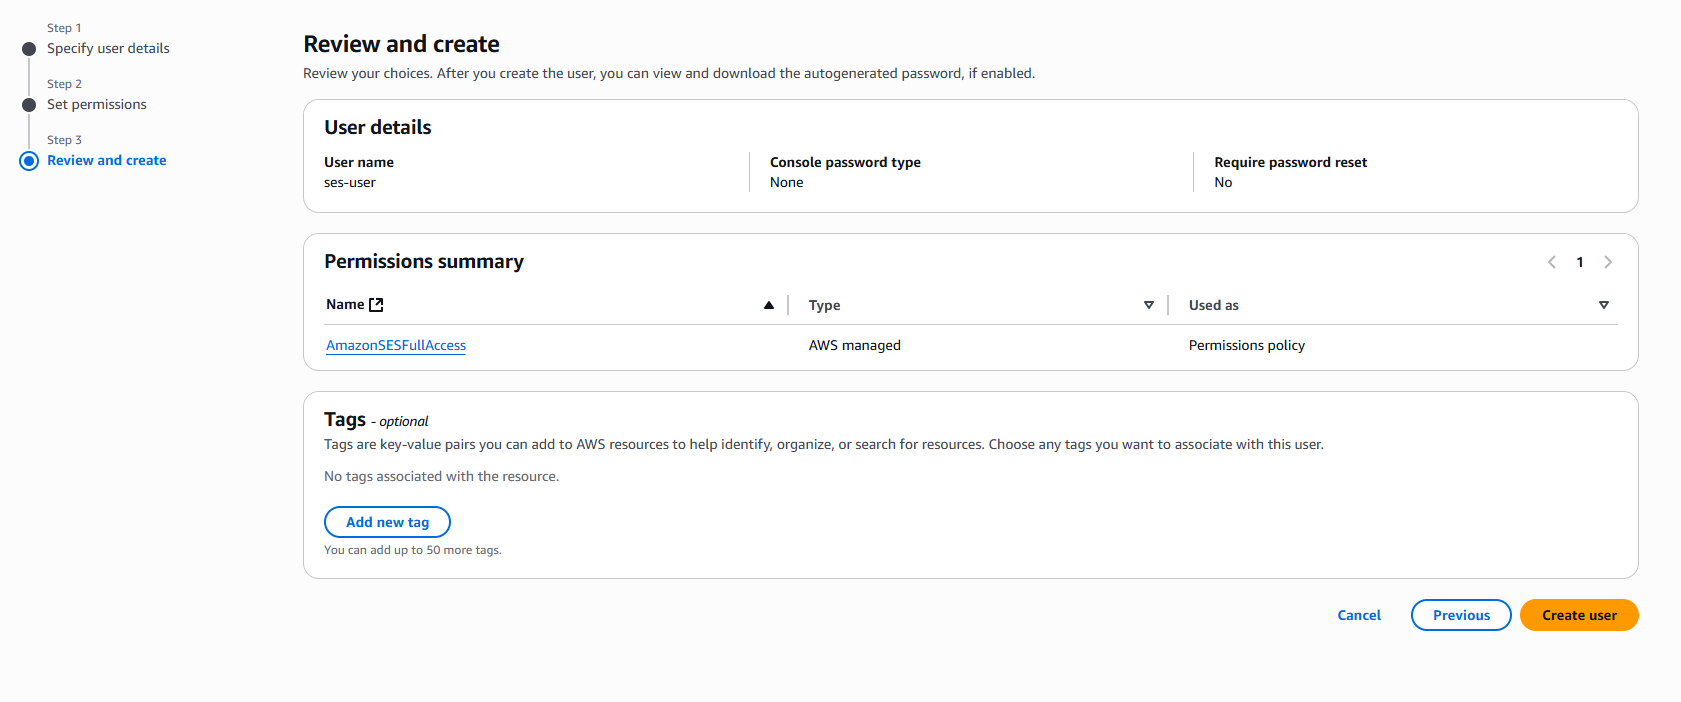 Step 1
Specify user details
Step 2
Set permissions
Step 3
Review and create
Review and create
Review your choices. After you create the user, you can view and download the autogenerated password, if enabled.
User details
User name
ses-user
Console password type
None
Require password reset
No
Permissions summary
1
Name
Type
Used as
AmazonSESFullAccess
AWS managed
Permissions policy
Tags - optional
Tags are key-value pairs you can add to AWS resources to help identify, organize, or search for resources. Choose any tags you want to associate with this user.
No tags associated with the resource.
Add new tag
You can add up to 50 more tags.
Cancel
Previous
Create user